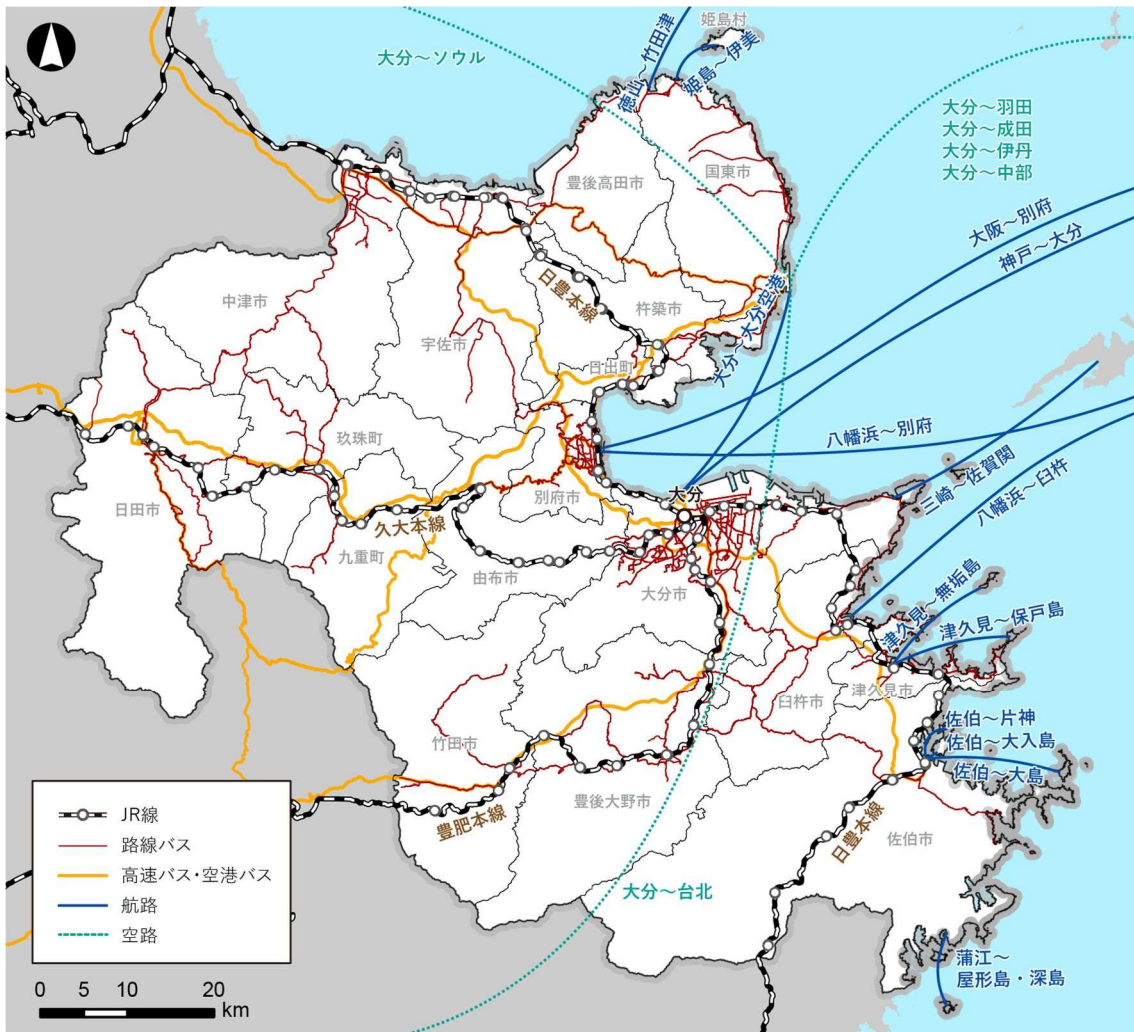 姫島村
徳山～竹田津
姫島～伊美
大分～ソウル
大分～羽田
大分～成田
大分～伊丹
大分～中部
豊後高田市
国東市
大阪～別府
神戸～大分
日豊本線
中津市
杵築市
大分～大分空港
宇佐市
日出町
八幡浜～別府
玖珠町
三崎～佐賀関
八幡浜～臼杵
大分
別府市
日田市
久大本線
九重町
由布市
大分市
津久見～無垢島
津久見～保戸島
津久見市
臼杵市
佐伯～片神
佐伯～大入島
佐伯～大島
竹田市
豊後大野市
豊肥本線
日豊本線
佐伯市
大分～台北
蒲江～
屋形島・深島
JR線
路線バス
高速バス・空港バス
航路
空路
0 5 10 20
km